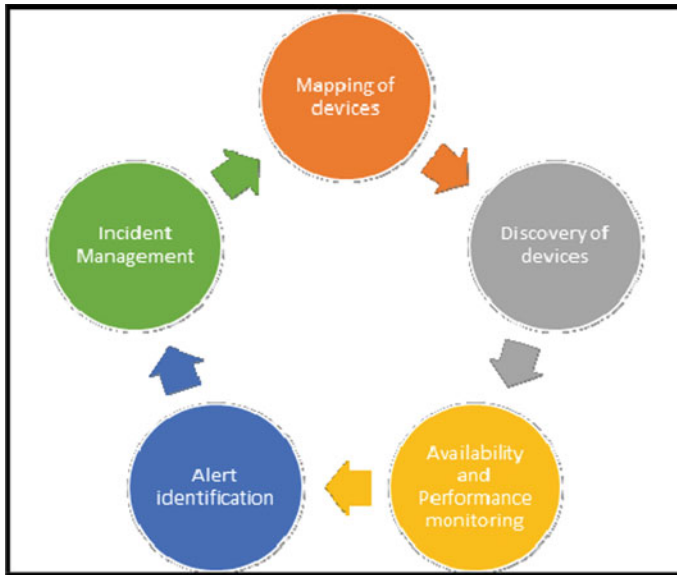 Mapping of
devices
Discovery of
devices
Availability
and
Performance
monitoring
Alert
identification
Incident
Management